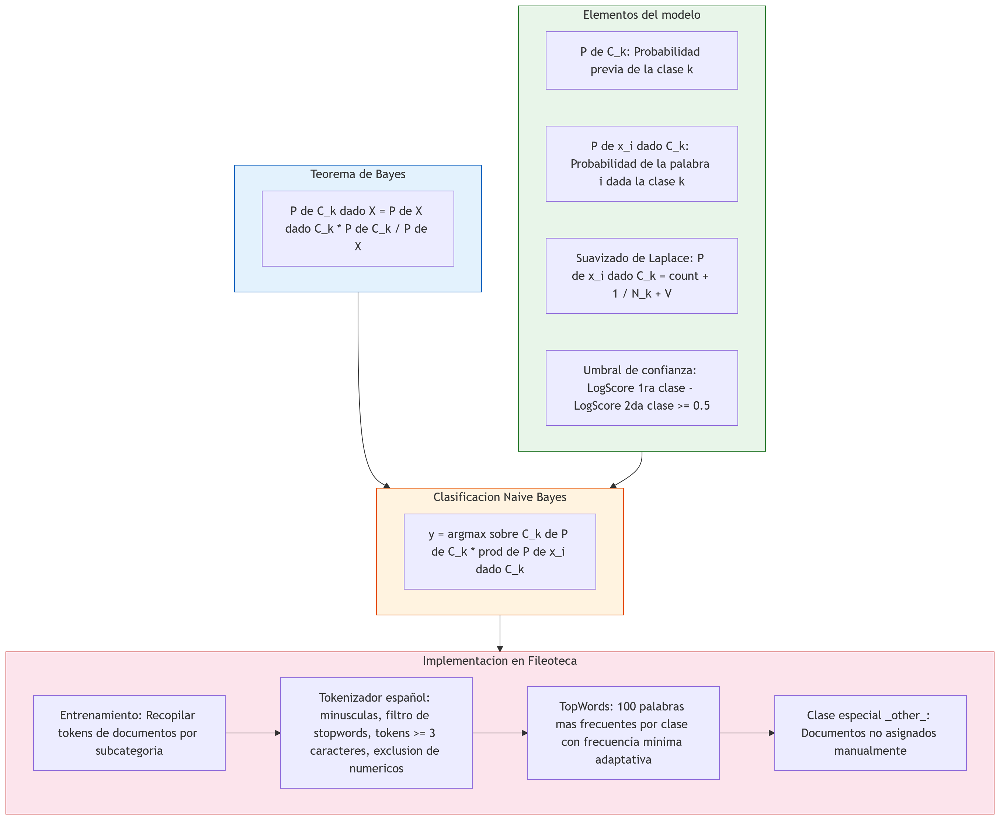 Elementos del modelo
P de C_k: Probabilidad
previa de la clase k
P de x_i dado C_k:
Probabilidad de la palabra
i dada la clase k
Suavizado de Laplace: P
de x_i dado C_k = count +
1 / N_k + V
Umbral de confianza:
LogScore 1ra clase -
LogScore 2da clase >= 0.5
Teorema de Bayes
P de C_k dado X = P de X
dado C_k * P de C_k / P de
X
Clasificacion Naive Bayes
y = argmax sobre C_k de P
de C_k * prod de P de x_i
dado C_k
Implementacion en Fileoteca
Entrenamiento: Recopilar
tokens de documentos por
subcategoria
Tokenizador español:
minusculas, filtro de
stopwords, tokens >= 3
caracteres, exclusion de
numericos
TopWords: 100 palabras
mas frecuentes por clase
con frecuencia minima
adaptativa
Clase especial _other_:
Documentos no asignados
manualmente